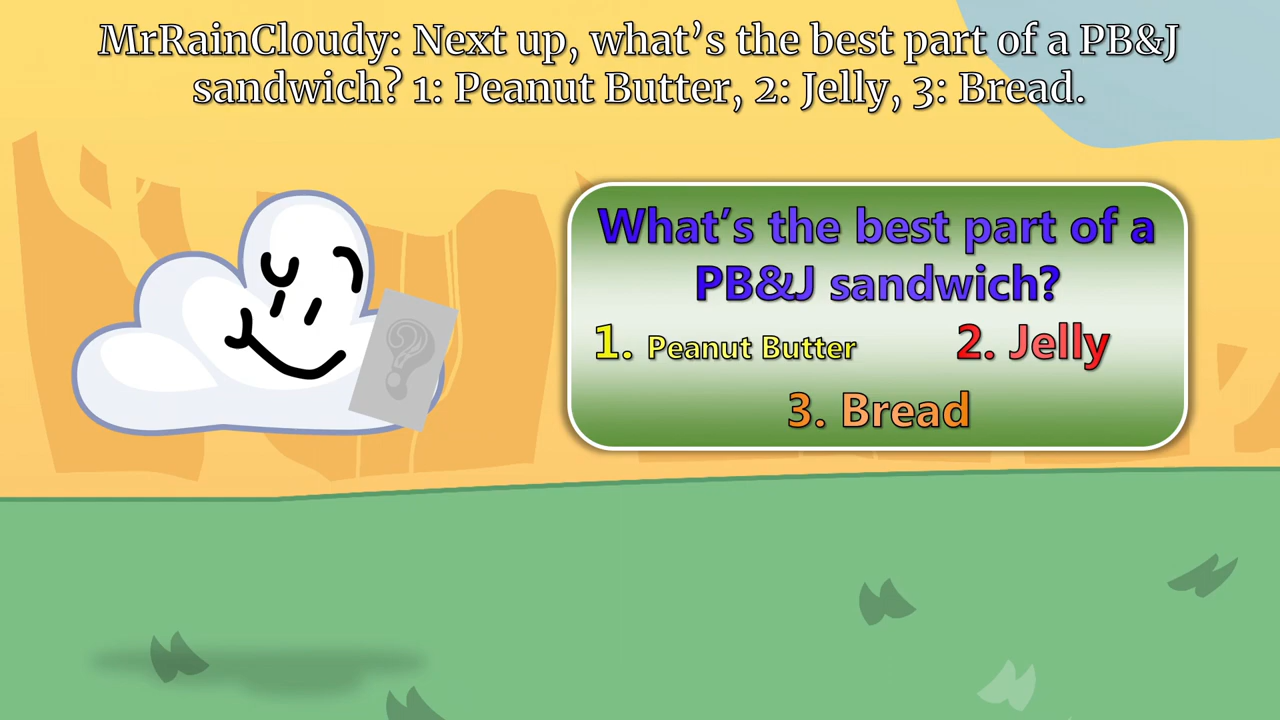 MrRainCloudy: Next up, what's the best part of a PB&J
sandwich? 1: Peanut Butter, 2: Jelly, 3: Bread.
What's the best part of a
PB&J sandwich?
1. Peanut Butter 2. Jelly
3. Bread
?